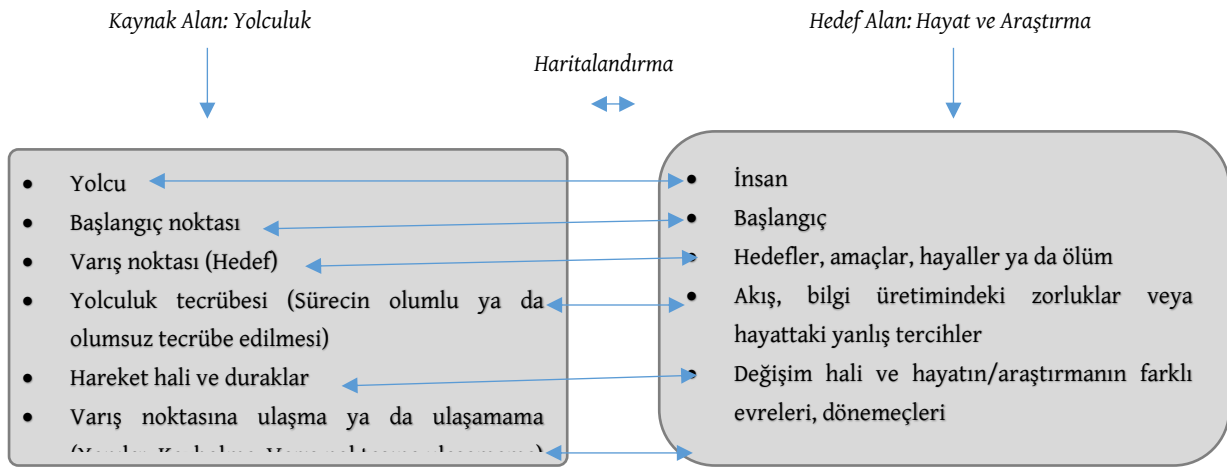 Kaynak Alan: Yolculuk
Hedef Alan: Hayat ve Araştırma
Haritalandırma
• Yolcu
• Başlangıç noktası
• Varış noktası (Hedef)
• Yolculuk tecrübesi (Sürecin olumlu ya da
olumsuz tecrübe edilmesi)
• Hareket hali ve duraklar
• Varış noktasına ulaşma ya da ulaşamama
• İnsan
• Başlangıç
• Hedefler, amaçlar, hayaller ya da ölüm
• Akış, bilgi üretimindeki zorluklar veya
hayattaki yanlış tercihler
• Değişim hali ve hayatın/araştırmanın farklı
evreleri, dönemeçleri